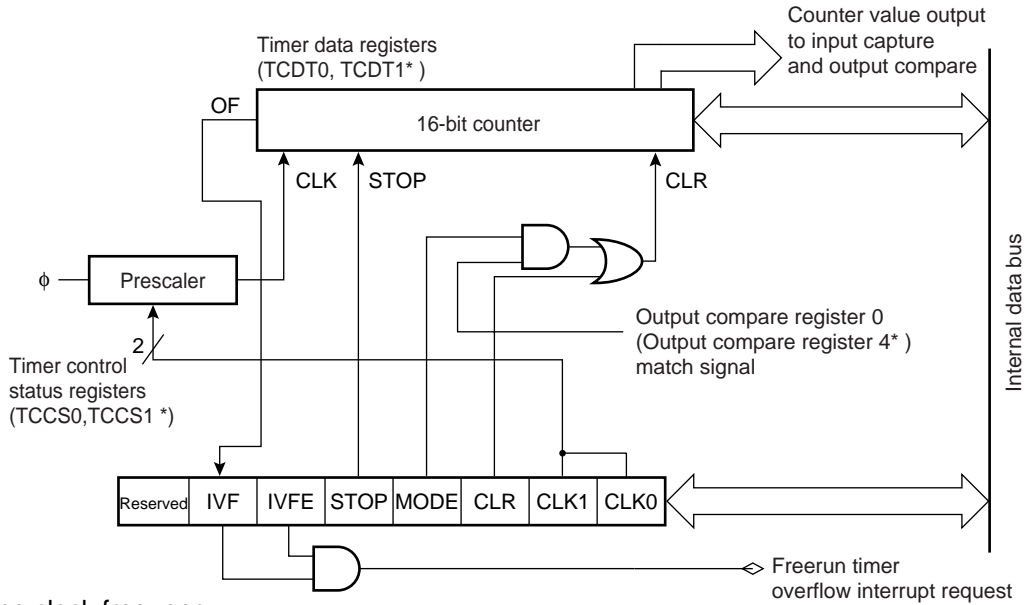 Counter value output
to input capture
and output compare
Timer data registers
(TCDT0, TCDT1* )
OF
16-bit counter
CLK
STOP
CLR
Internal data bus
ϕ
Prescaler
2
Output compare register 0
(Output compare register 4* )
match signal
Timer control
status registers
(TCCS0,TCCS1 *)
Reserved IVF IVFE STOP MODE CLR CLK1 CLK0
Freerun timer
overflow interrupt request